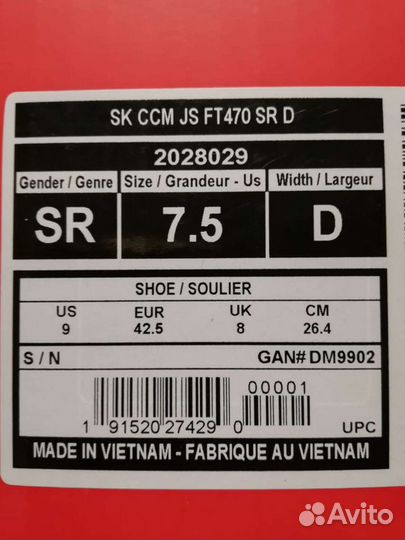 SK CCM JS FT470 SR D
2028029
Gender / Genre Size / Grandeur - Us Width / Largeur
SR 7.5 D
SHOE / SOULIER
US EUR UK CM
9 42.5 8 26.4
S / N GAN# DM9902
00001
1 91520 27429 0 UPC
MADE IN VIETNAM - FABRIQUE AU VIETNAM
Avito